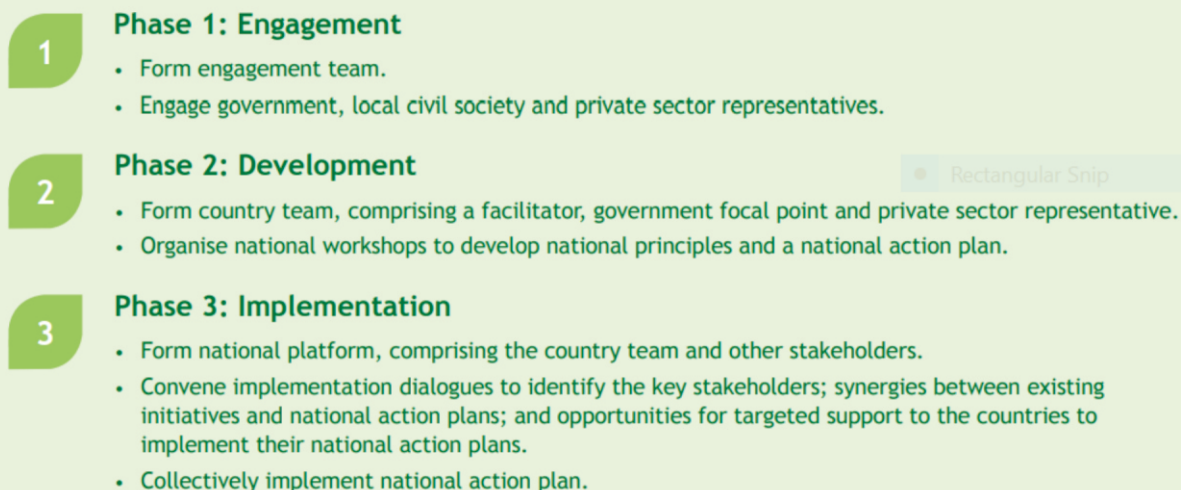 1
Phase 1: Engagement
• Form engagement team.
• Engage government, local civil society and private sector representatives.
2
Phase 2: Development
Rectangular Snip
• Form country team, comprising a facilitator, government focal point and private sector representative.
• Organise national workshops to develop national principles and a national action plan.
3
Phase 3: Implementation
• Form national platform, comprising the country team and other stakeholders.
• Convene implementation dialogues to identify the key stakeholders; synergies between existing
initiatives and national action plans; and opportunities for targeted support to the countries to
implement their national action plans.
• Collectively implement national action plan.